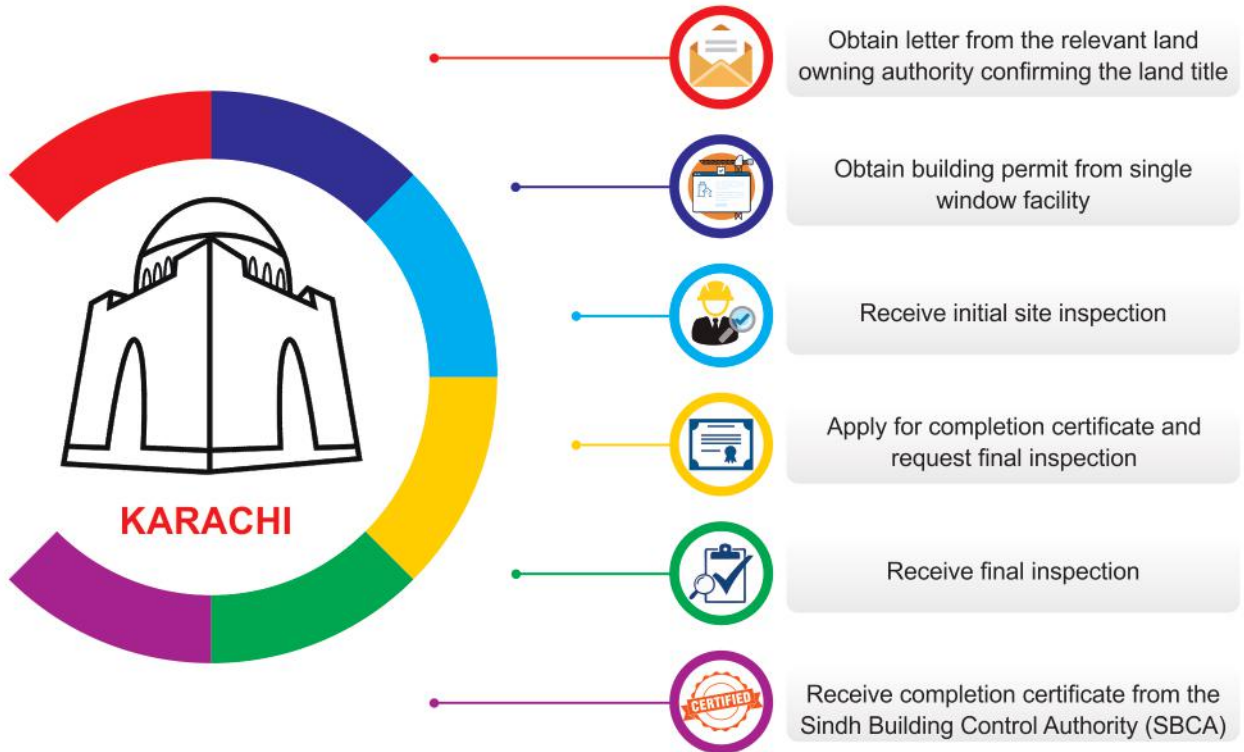 Obtain letter from the relevant land
owning authority confirming the land title
Obtain building permit from single
window facility
Receive initial site inspection
Apply for completion certificate and
request final inspection
KARACHI
Receive final inspection
CERTIFIED
Receive completion certificate from the
Sindh Building Control Authority (SBCA)